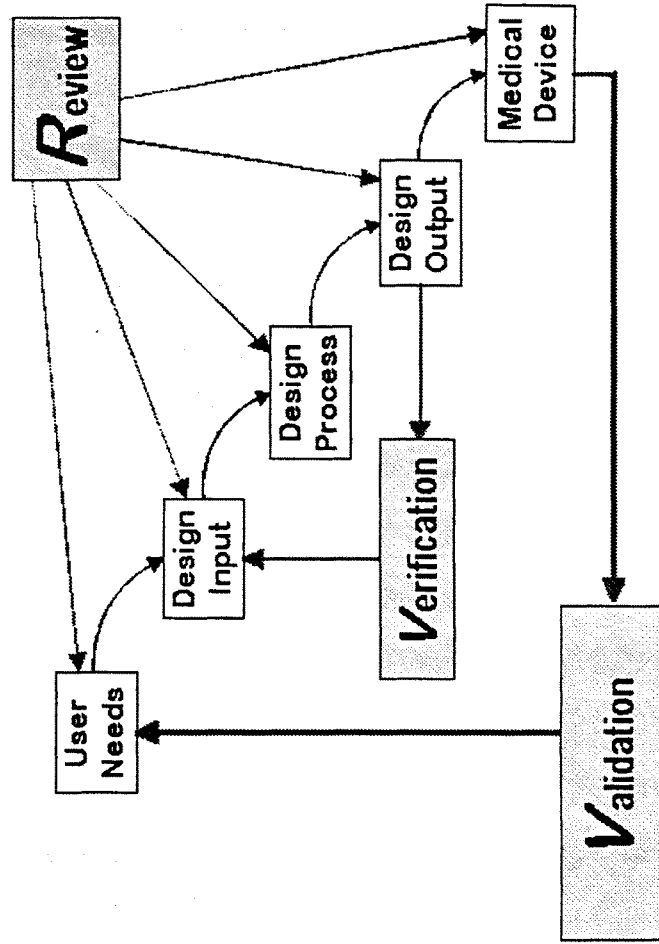 Review
User
Needs
Design
Input
Design
Process
Design
Output
Medical
Device
Verification
Validation